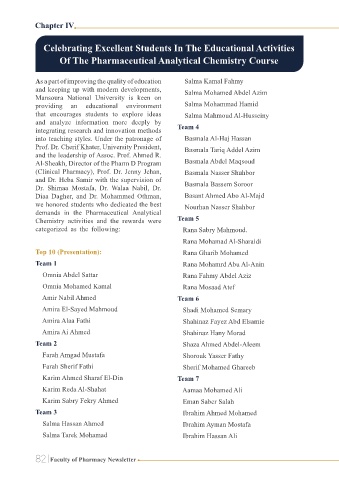 Chapter IV
Celebrating Excellent Students In The Educational Activities
Of The Pharmaceutical Analytical Chemistry Course
As a part of improving the quality of education
and keeping up with modern developments,
Mansoura National University is keen on
providing an educational environment
that encourages students to explore ideas
and analyze information more deeply by
integrating research and innovation methods
into teaching styles. Under the patronage of
Prof. Dr. Cherif Khater, University President,
and the leadership of Assoc. Prof. Ahmed R.
Al-Sheakh, Director of the Pharm D Program
(Clinical Pharmacy), Prof. Dr. Jenny Jehan,
and Dr. Heba Samir with the supervision of
Dr. Shimaa Mostafa, Dr. Walaa Nabil, Dr.
Diaa Dagher, and Dr. Mohammed Othman,
we honored students who dedicated the best
demands in the Pharmaceutical Analytical
Chemistry activities and the rewards were
categorized as the following:
Top 10 (Presentation):
Team 1
Omnia Abdel Sattar
Omnia Mohamed Kamal
Amir Nabil Ahmed
Amira El-Sayed Mahmoud
Amira Alaa Fathi
Amira Ai Ahmed
Team 2
Farah Amgad Mustafa
Farah Sherif Fathi
Karim Ahmed Sharaf El-Din
Karim Reda Al-Shahat
Karim Sabry Fekry Ahmed
Team 3
Salma Hassan Ahmed
Salma Tarek Mohamad
Salma Kamal Fahmy
Salma Mohamed Abdel Azim
Salma Mohammad Hamid
Salma Mahmoud Al-Husseiny
Team 4
Basmala Al-Haj Hassan
Basmala Tariq Addel Azim
Basmala Abdel Maqsoud
Basmala Nasser Shahbor
Basmala Bassem Soroor
Basant Ahmed Abo Al-Majd
Nourhan Nasser Shahbor
Team 5
Rana Sabry Mahmoud.
Rana Mohamad Al-Sharaidi
Rana Gharib Mohamed
Rana Mohamed Abu Al-Anin
Rana Fahmy Abdel Aziz
Rana Mosaad Atef
Team 6
Shadi Mohamed Semary
Shahinaz Fayez Abd Elsamie
Shahinaz Hany Morad
Shaza Ahmed Abdel-Aleem
Shorouk Yasser Fathy
Sherif Mohamed Ghareeb
Team 7
Asmaa Mohamed Ali
Eman Saber Salah
Ibrahim Ahmed Mohamed
Ibrahim Ayman Mostafa
Ibrahim Hassan Ali
82 Faculty of Pharmacy Newsletter